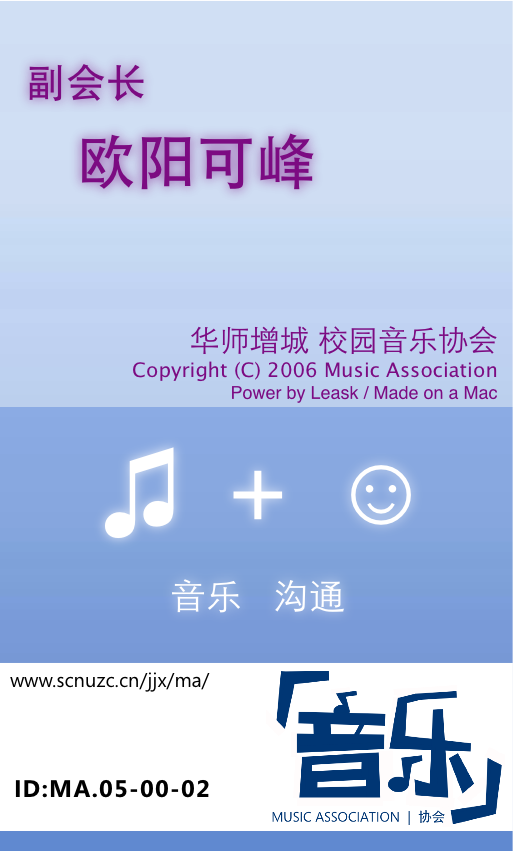 副会长
欧阳可峰
华师增城 校园音乐协会
Copyright (C) 2006 Music Association
Power by Leask / Made on a Mac
音乐 沟通
www.scnuzc.cn/jjx/ma/
音乐
ID:MA.05-00-02
MUSIC ASSOCIATION | 协会